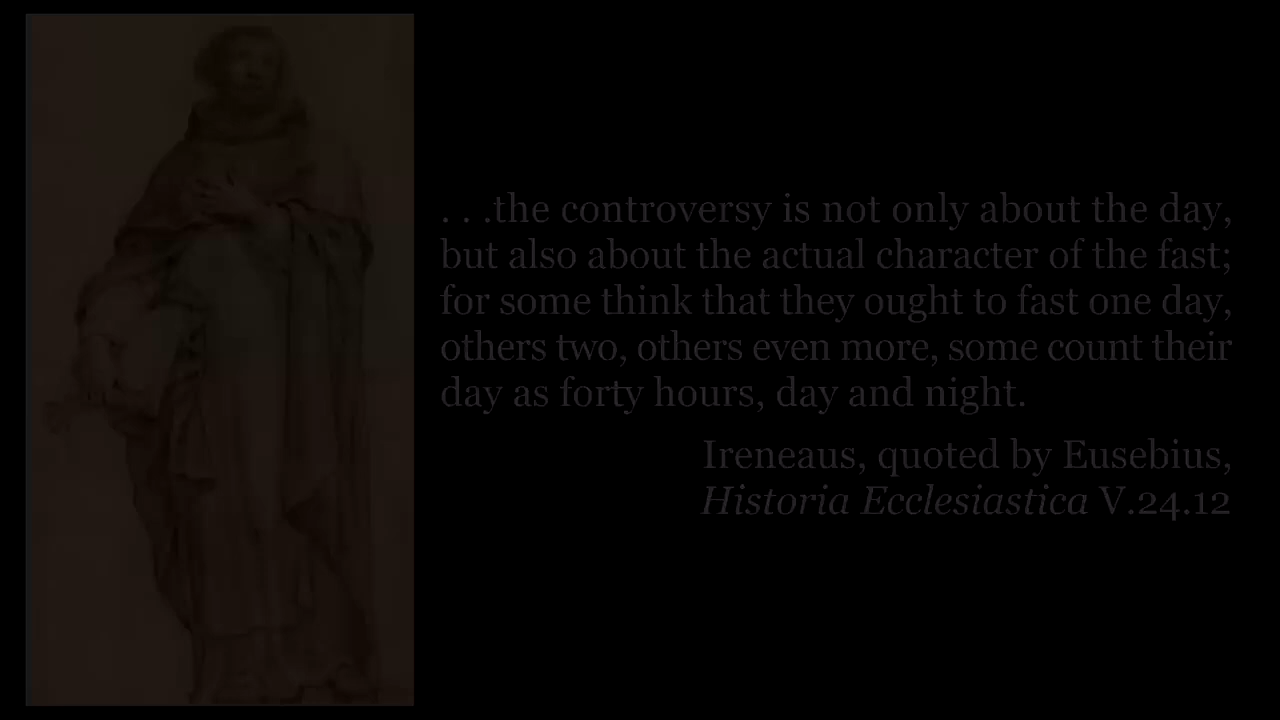 . . .the controversy is not only about the day,
but also about the actual character of the fast;
for some think that they ought to fast one day,
others two, others even more, some count their
day as forty hours, day and night.
Ireneaus, quoted by Eusebius,
Historia Ecclesiastica V.24.12